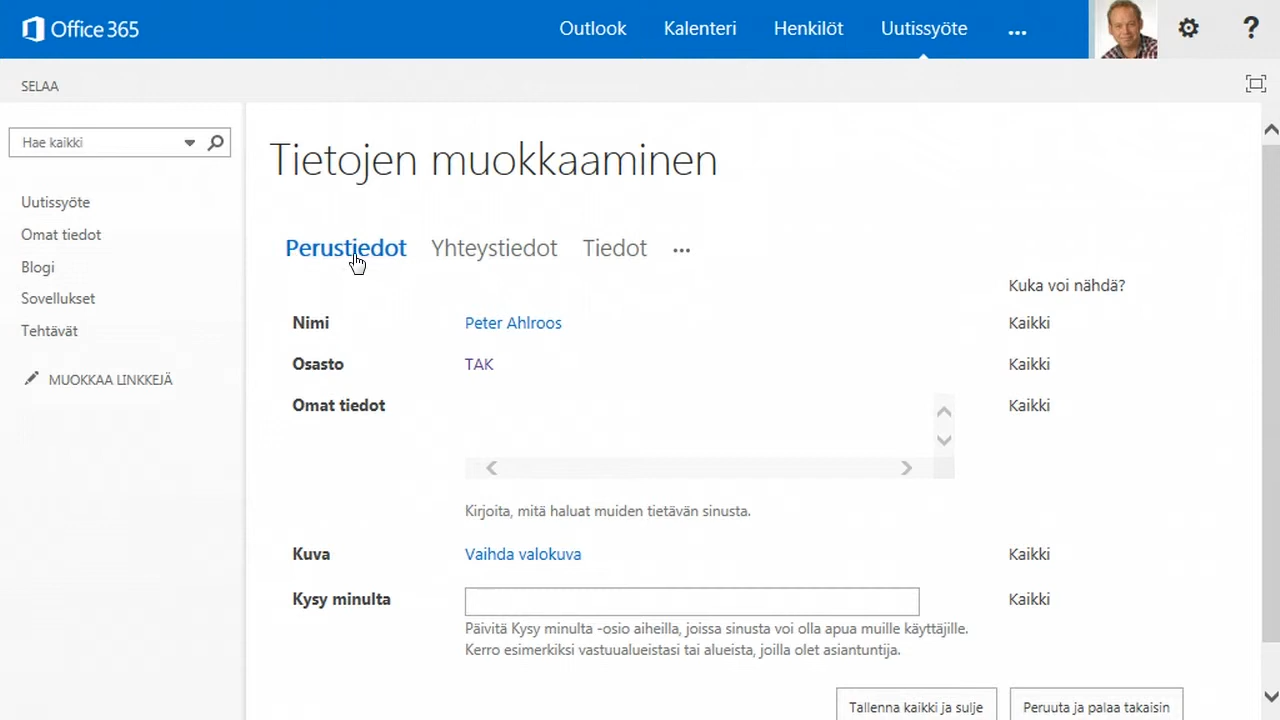 Office 365
Outlook Kalenteri Henkilöt Uutissyöte ... ?
SELAA
Hae kaikki
Uutissyöte
Omat tiedot
Blogi
Sovellukset
Tehtävät
MUOKKAA LINKKEJÄ
Tietojen muokkaaminen
Perustiedot Yhteystiedot Tiedot ...
Kuka voi nähdä?
Nimi Peter Ahlroos Kaikki
Osasto TAK Kaikki
Omat tiedot Kaikki
Kirjoita, mitä haluat muiden tietävän sinusta.
Kuva Vaihda valokuva Kaikki
Kysy minulta Kaikki
Päivitä Kysy minulta -osio aiheilla, joissa sinusta voi olla apua muille käyttäjille.
Kerro esimerkiksi vastuualueistasi tai alueista, joilla olet asiantuntija.
Tallenna kaikki ja sulje Peruuta ja palaa takaisin